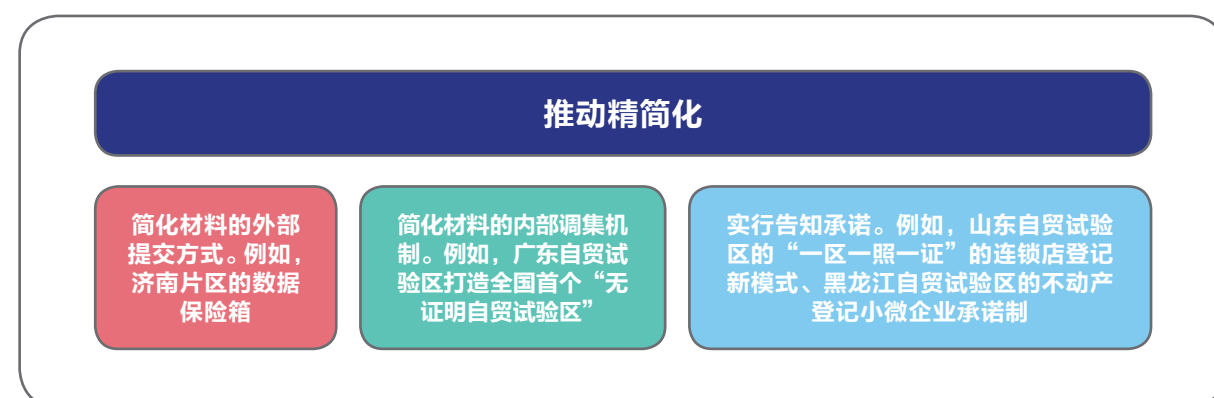 推动精简化
简化材料的外部
提交方式。例如，
济南片区的数据
保险箱
简化材料的内部调集机
制。例如，广东自贸试
验区打造全国首个“无
证明自贸试验区”
实行告知承诺。例如，山东自贸试验
区的“一区一照一证”的连锁店登记
新模式、黑龙江自贸试验区的不动产
登记小微企业承诺制